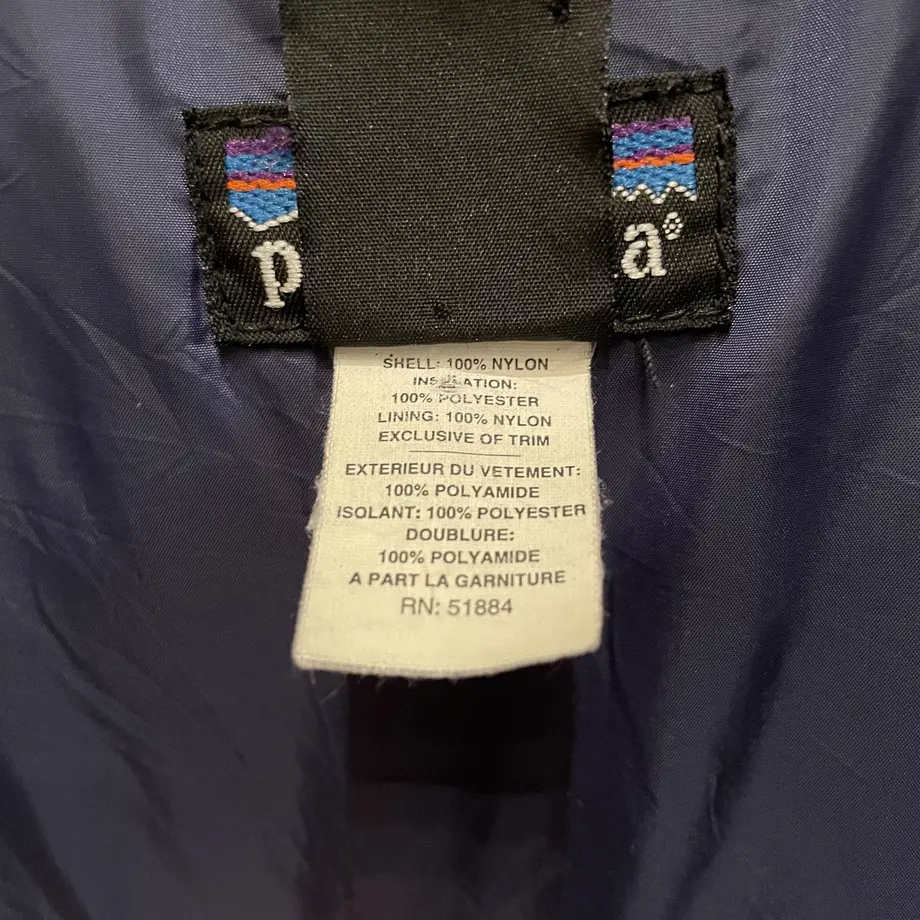 p a®
SHELL: 100% NYLON
INSULATION:
100% POLYESTER
LINING: 100% NYLON
EXCLUSIVE OF TRIM
EXTERIEUR DU VETEMENT:
100% POLYAMIDE
ISOLANT: 100% POLYESTER
DOUBLURE:
100% POLYAMIDE
A PART LA GARNITURE
RN: 51884